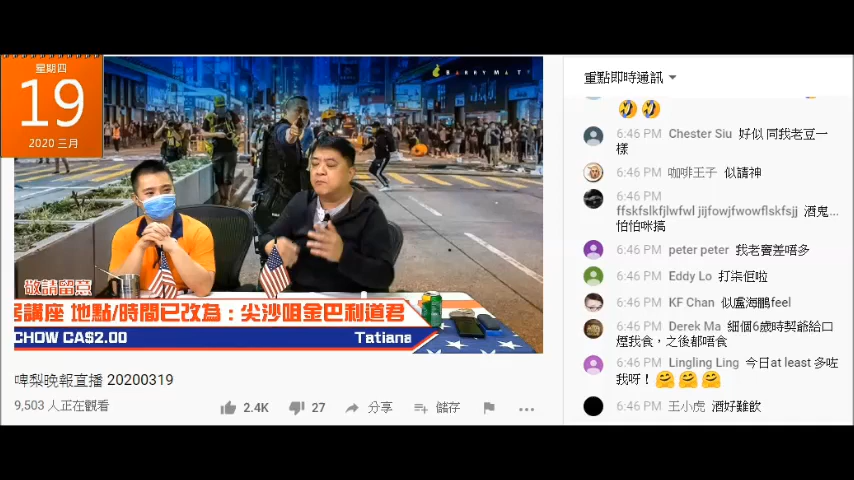 星期四
19
2020 三月
BARRYMATT
敬請留意
講座 地點/時間已改為：尖沙咀金巴利道君
CHOW CA$2.00
Tatiana
啤梨晚報直播 20200319
9,503 人正在觀看
2.4K
27
分享
儲存
重點即時通訊
6:46 PM Chester Siu 好似 同我老豆一
樣
6:46 PM 咖啡王子 似請神
6:46 PM
ffskfslkfjlwfwl jijfowjfwowflskfsjj 酒鬼...
怕怕咪搞
6:46 PM peter peter 我老竇差唔多
6:46 PM Eddy Lo 打柒佢啦
6:46 PM KF Chan 似盧海鵬feel
6:46 PM Derek Ma 細個6歲時契爺給口
煙我食，之後都唔食
6:46 PM Lingling Ling 今日at least 多咗
我呀！🤗🤗🤗
6:46 PM 王小虎 酒好難飲